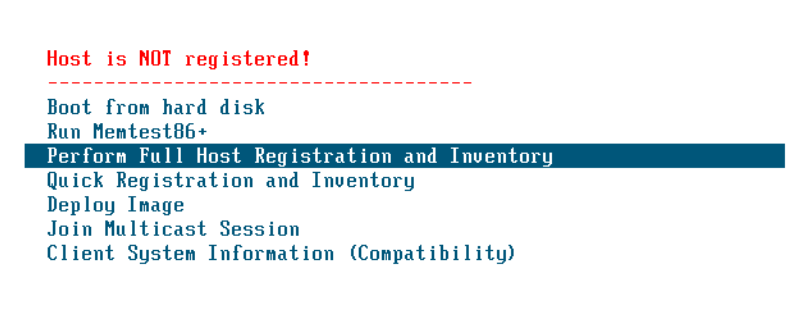 Host is NOT registered!
-------------------------------------
Boot from hard disk
Run Memtest86+
Perform Full Host Registration and Inventory
Quick Registration and Inventory
Deploy Image
Join Multicast Session
Client System Information (Compatibility)